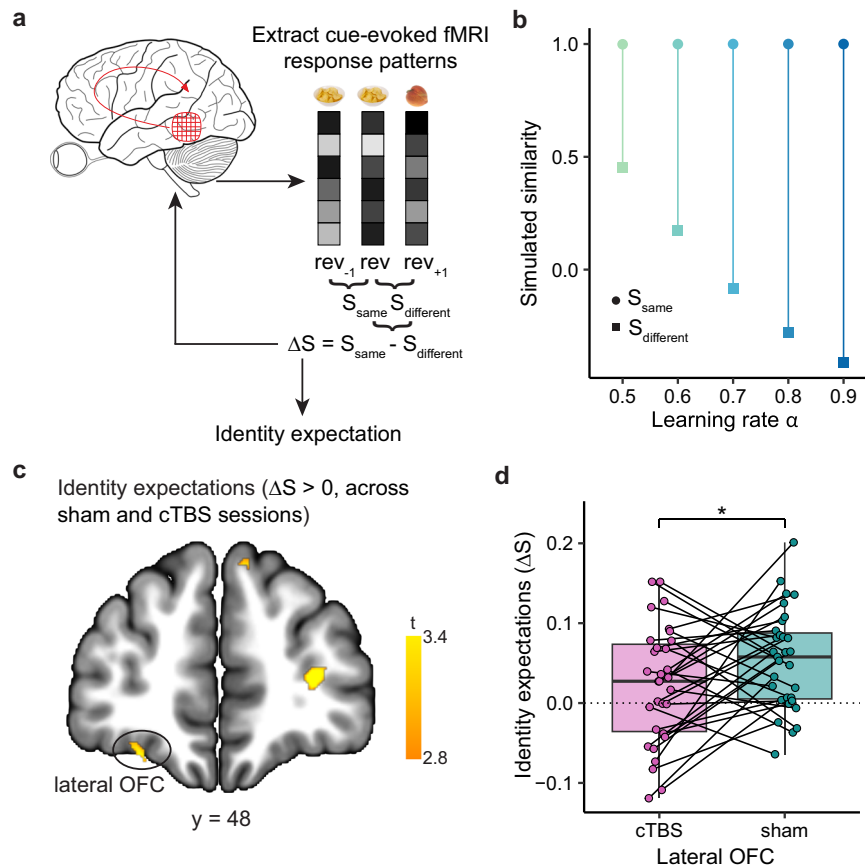 a
Extract cue-evoked fMRI
response patterns
rev-1 rev rev+1
Ssame Sdifferent
ΔS = Ssame - Sdifferent
Identity expectation
b
Simulated similarity
1.0
0.5
0.0
Ssame
Sdifferent
0.5 0.6 0.7 0.8 0.9
Learning rate α
c
Identity expectations (ΔS > 0, across
sham and cTBS sessions)
t
3.4
2.8
lateral OFC
y = 48
d
*
Identity expectations (ΔS)
0.2
0.1
0.0
−0.1
cTBS sham
Lateral OFC